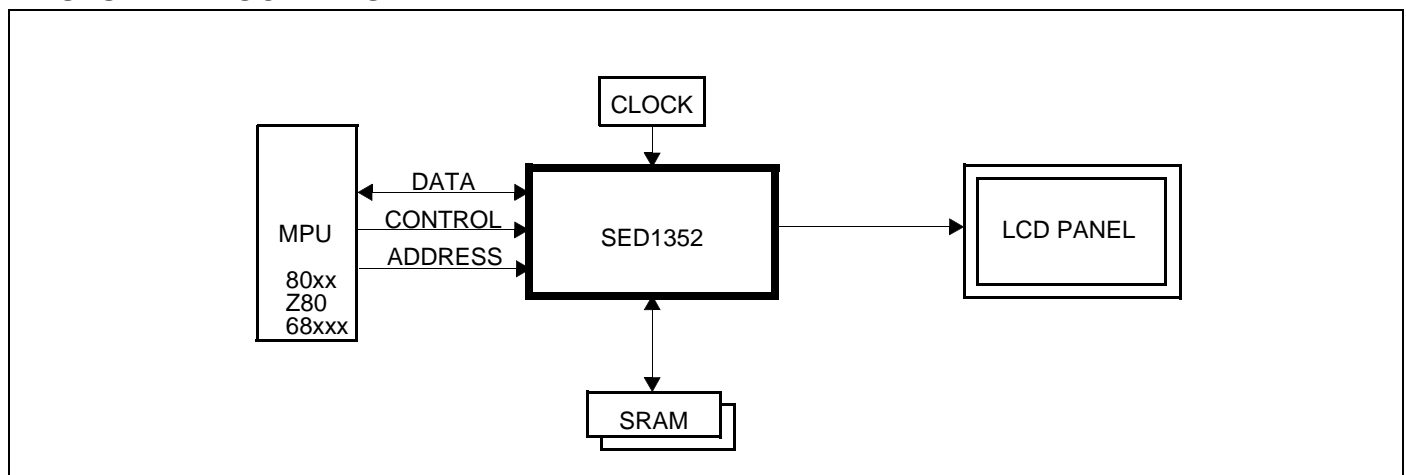 CLOCK
DATA
CONTROL
ADDRESS
MPU
80xx
Z80
68xxx
SED1352
LCD PANEL
SRAM